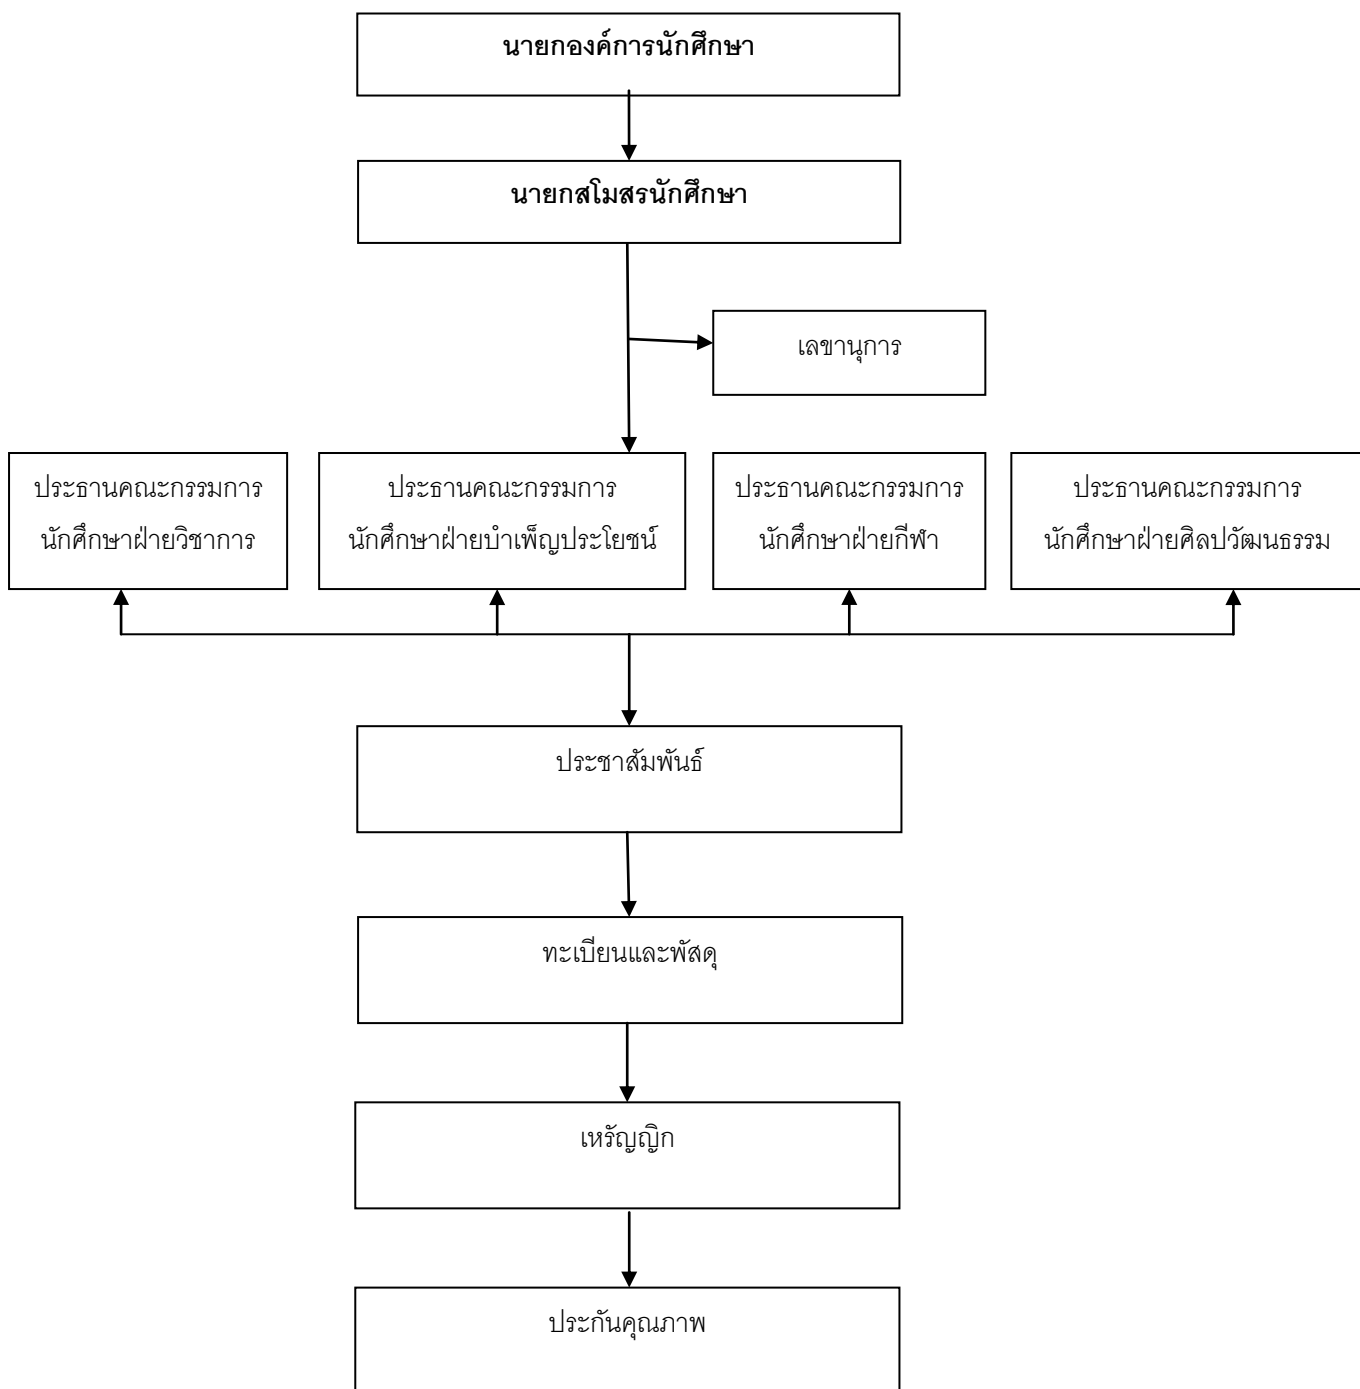 นายกองค์การนักศึกษา
นายกสโมสรนักศึกษา
เลขานุการ
ประธานคณะกรรมการ
นักศึกษาฝ่ายวิชาการ
ประธานคณะกรรมการ
นักศึกษาฝ่ายบำเพ็ญประโยชน์
ประธานคณะกรรมการ
นักศึกษาฝ่ายกีฬา
ประธานคณะกรรมการ
นักศึกษาฝ่ายศิลปวัฒนธรรม
ประชาสัมพันธ์
ทะเบียนและพัสดุ
เหรัญญิก
ประกันคุณภาพ